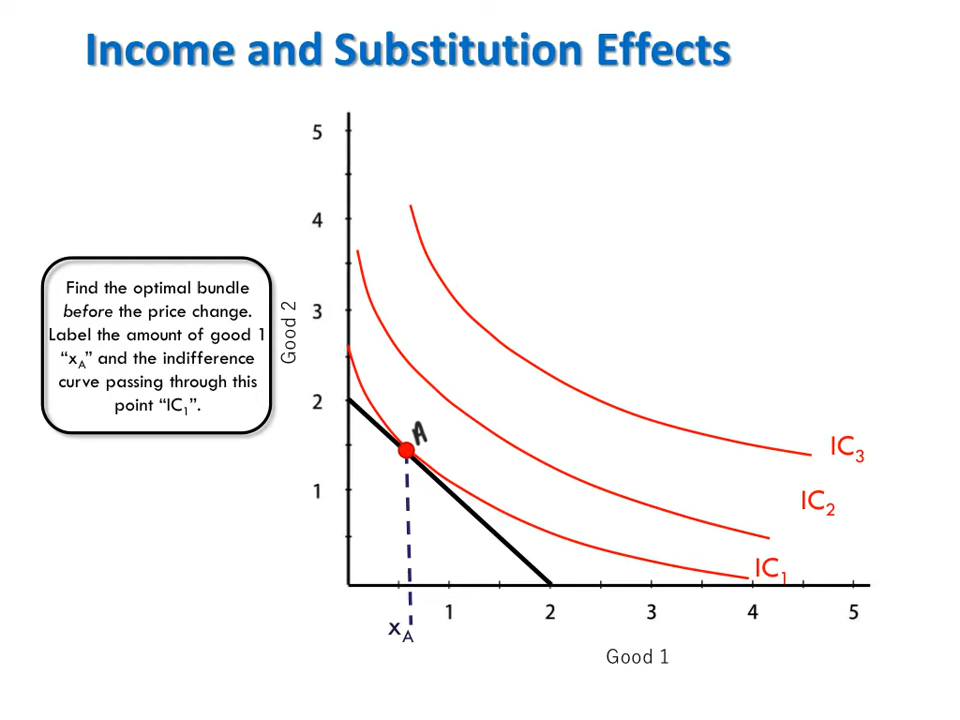 Income and Substitution Effects
Find the optimal bundle
before the price change.
Label the amount of good 1
“xA” and the indifference
curve passing through this
point “IC1”.
Good 2
5
4
3
2
1
A
IC3
IC2
IC1
1 2 3 4 5
xA
Good 1